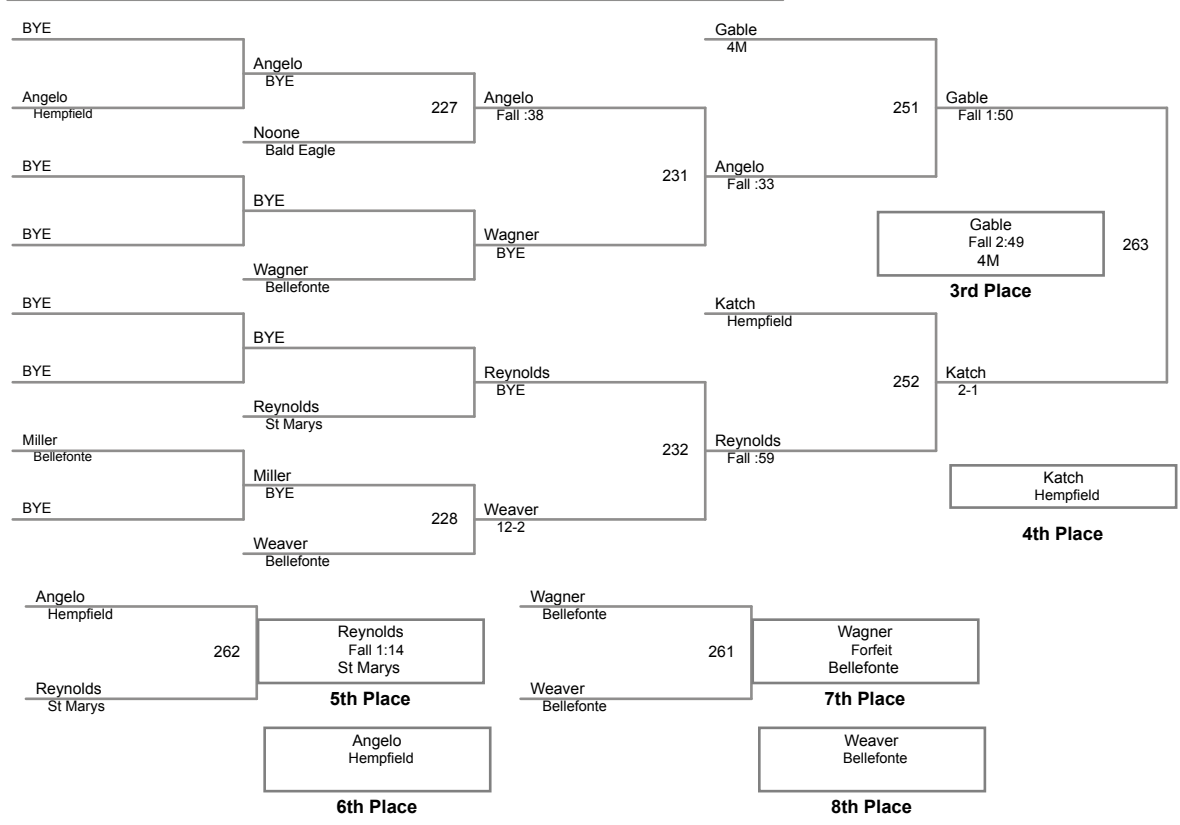 BYE
Gable
4M
Angelo
BYE
Angelo
Hempfield
227
Angelo
Fall :38
251
Gable
Fall 1:50
Noone
Bald Eagle
BYE
231
Angelo
Fall :33
BYE
Gable
Fall 2:49
4M
263
BYE
Wagner
BYE
Wagner
Bellefonte
3rd Place
BYE
Katch
Hempfield
BYE
BYE
Reynolds
BYE
252
Katch
2-1
Reynolds
St Marys
Miller
Bellefonte
232
Reynolds
Fall :59
Miller
BYE
Katch
Hempfield
BYE
228
Weaver
12-2
4th Place
Weaver
Bellefonte
Angelo
Hempfield
262
Reynolds
Fall 1:14
St Marys
Reynolds
St Marys
5th Place
Angelo
Hempfield
6th Place
Wagner
Bellefonte
261
Wagner
Forfeit
Bellefonte
Weaver
Bellefonte
7th Place
Weaver
Bellefonte
8th Place